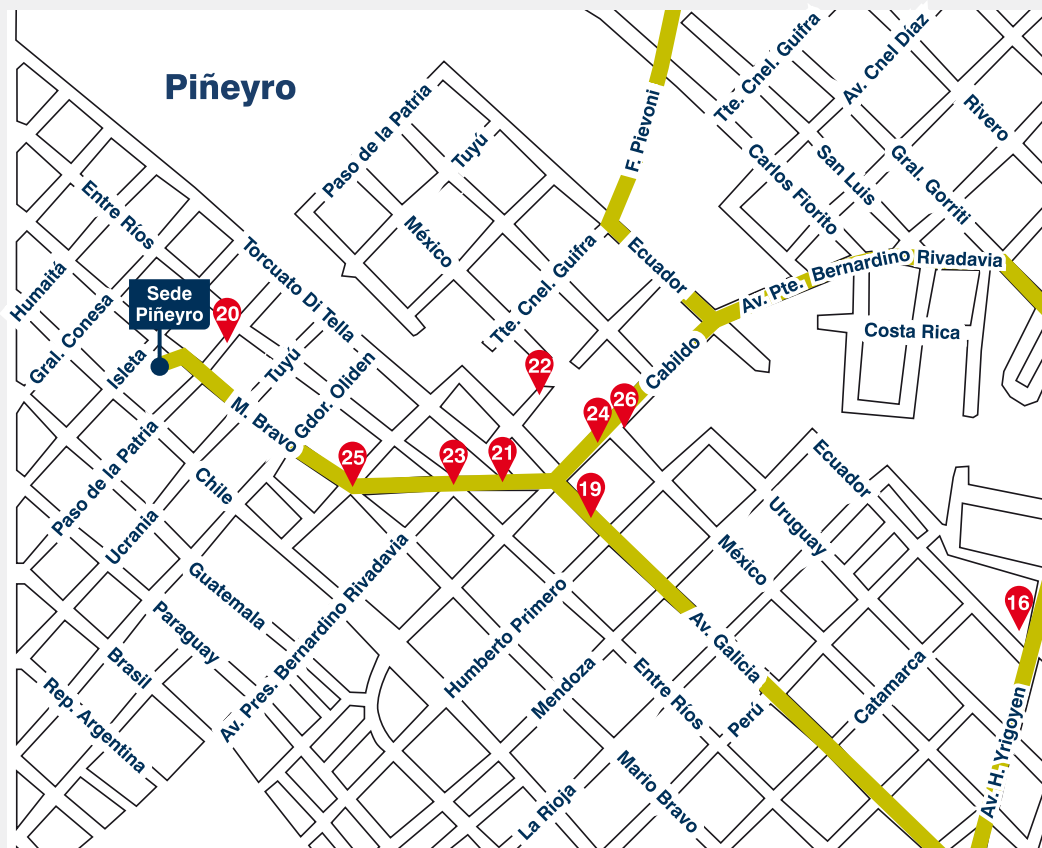 Piñeyro
Tte. Cnel. Guifra
Av. Cnel Díaz
Rivero
Paso de la Patria
Tuyú
F. Pievoni
Carlos Fiorito
San Luis
Gral. Gorriti
Entre Ríos
México
Torcuato Di Tella
Tte. Cnel. Guifra
Ecuador
Av. Pte. Bernardino Rivadavia
Humaitá
Gral. Conesa
Sede
Piñeyro
20
Costa Rica
Isleta
Tuyú
Gdor. Oliden
22
Cabildo
M. Bravo
24
26
25
23
21
19
Paso de la Patria
Chile
Ucrania
Ecuador
Uruguay
México
Guatemala
Paraguay
Av. Pres. Bernardino Rivadavia
Humberto Primero
16
Brasil
Rep. Argentina
Mendoza
Av. Galicia
Entre Ríos
Perú
Catamarca
Av. H. Yrigoyen
La Rioja
Mario Bravo